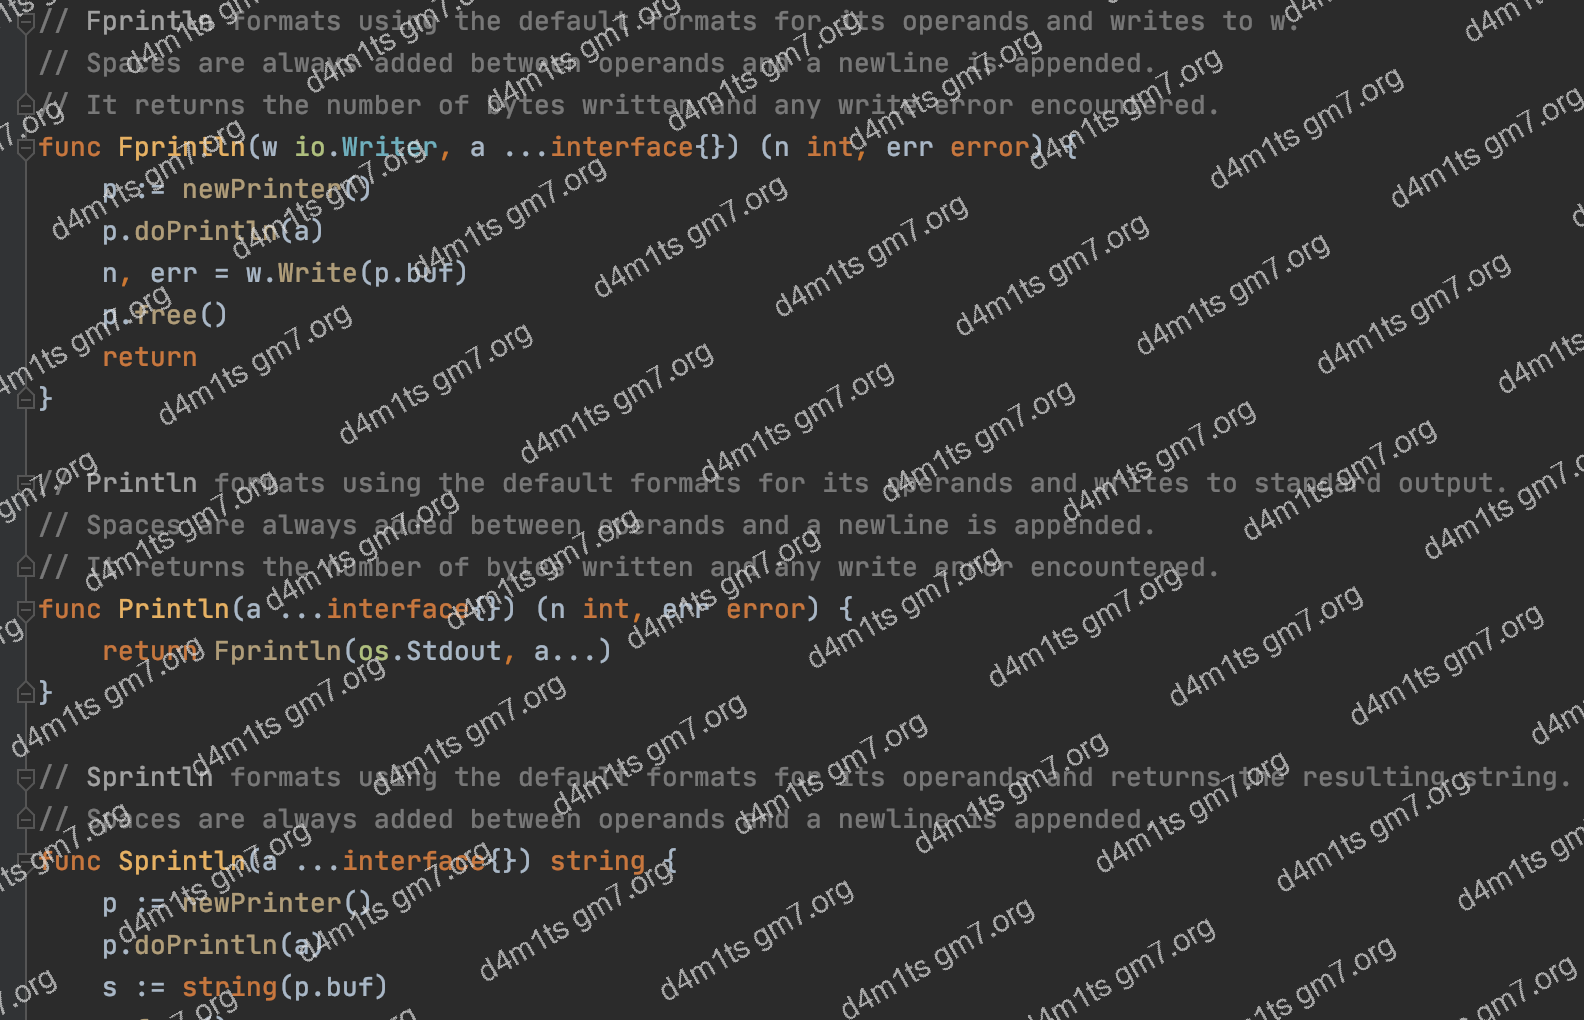 // Fprintln formats using the default formats for its operands and writes to w.
// Spaces are always added between operands and a newline is appended.
// It returns the number of bytes written and any write error encountered.
func Fprintln(w io.Writer, a ...interface{}) (n int, err error) {
    p := newPrinter()
    p.doPrintln(a)
    n, err = w.Write(p.buf)
    p.free()
    return
}

// Println formats using the default formats for its operands and writes to standard output.
// Spaces are always added between operands and a newline is appended.
// It returns the number of bytes written and any write error encountered.
func Println(a ...interface{}) (n int, err error) {
    return Fprintln(os.Stdout, a...)
}

// Sprintln formats using the default formats for its operands and returns the resulting string.
// Spaces are always added between operands and a newline is appended.
func Sprintln(a ...interface{}) string {
    p := newPrinter()
    p.doPrintln(a)
    s := string(p.buf)
d4m1ts gm7.org